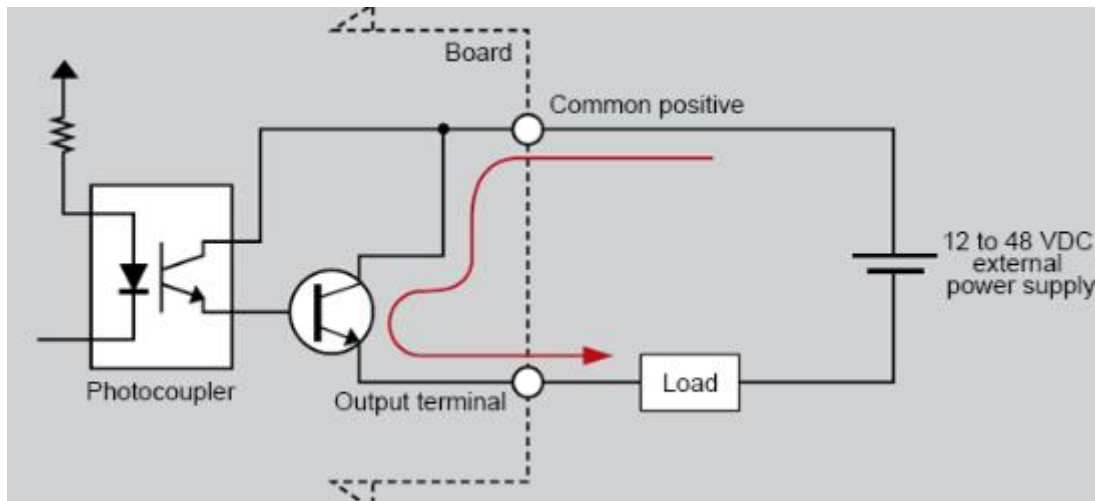 Board
Common positive
12 to 48 VDC
external
power supply
Photocoupler
Output terminal
Load